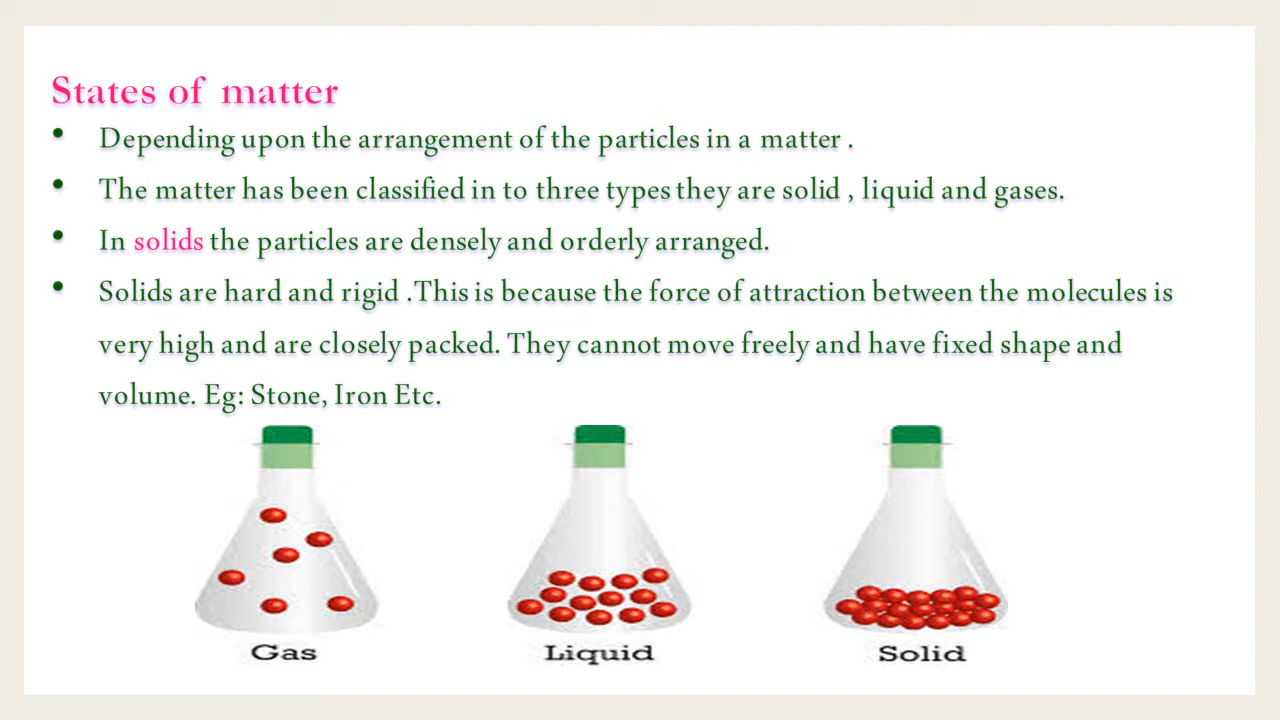 States of matter
• Depending upon the arrangement of the particles in a matter .
• The matter has been classified in to three types they are solid , liquid and gases.
• In solids the particles are densely and orderly arranged.
• Solids are hard and rigid .This is because the force of attraction between the molecules is
very high and are closely packed. They cannot move freely and have fixed shape and
volume. Eg: Stone, Iron Etc.
Gas Liquid Solid